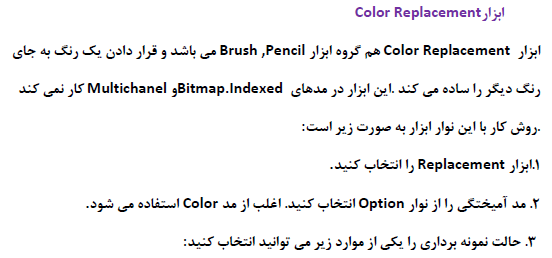 ابزارColor Replacement
ابزار Color Replacement هم گروه ابزار Brush ,Pencil می باشد و قرار دادن یک رنگ به جای
رنگ دیگر را ساده می کند .این ابزار در مدهای Bitmap.Indexedو Multichanel کار نمی کند
.روش کار با این نوار ابزار به صورت زیر است:
۱.ابزار Replacement را انتخاب کنید.
۲. مد آمیختگی را از نوار Option انتخاب کنید. اغلب از مد Color استفاده می شود.
۳. حالت نمونه برداری را یکی از موارد زیر می توانید انتخاب کنید: